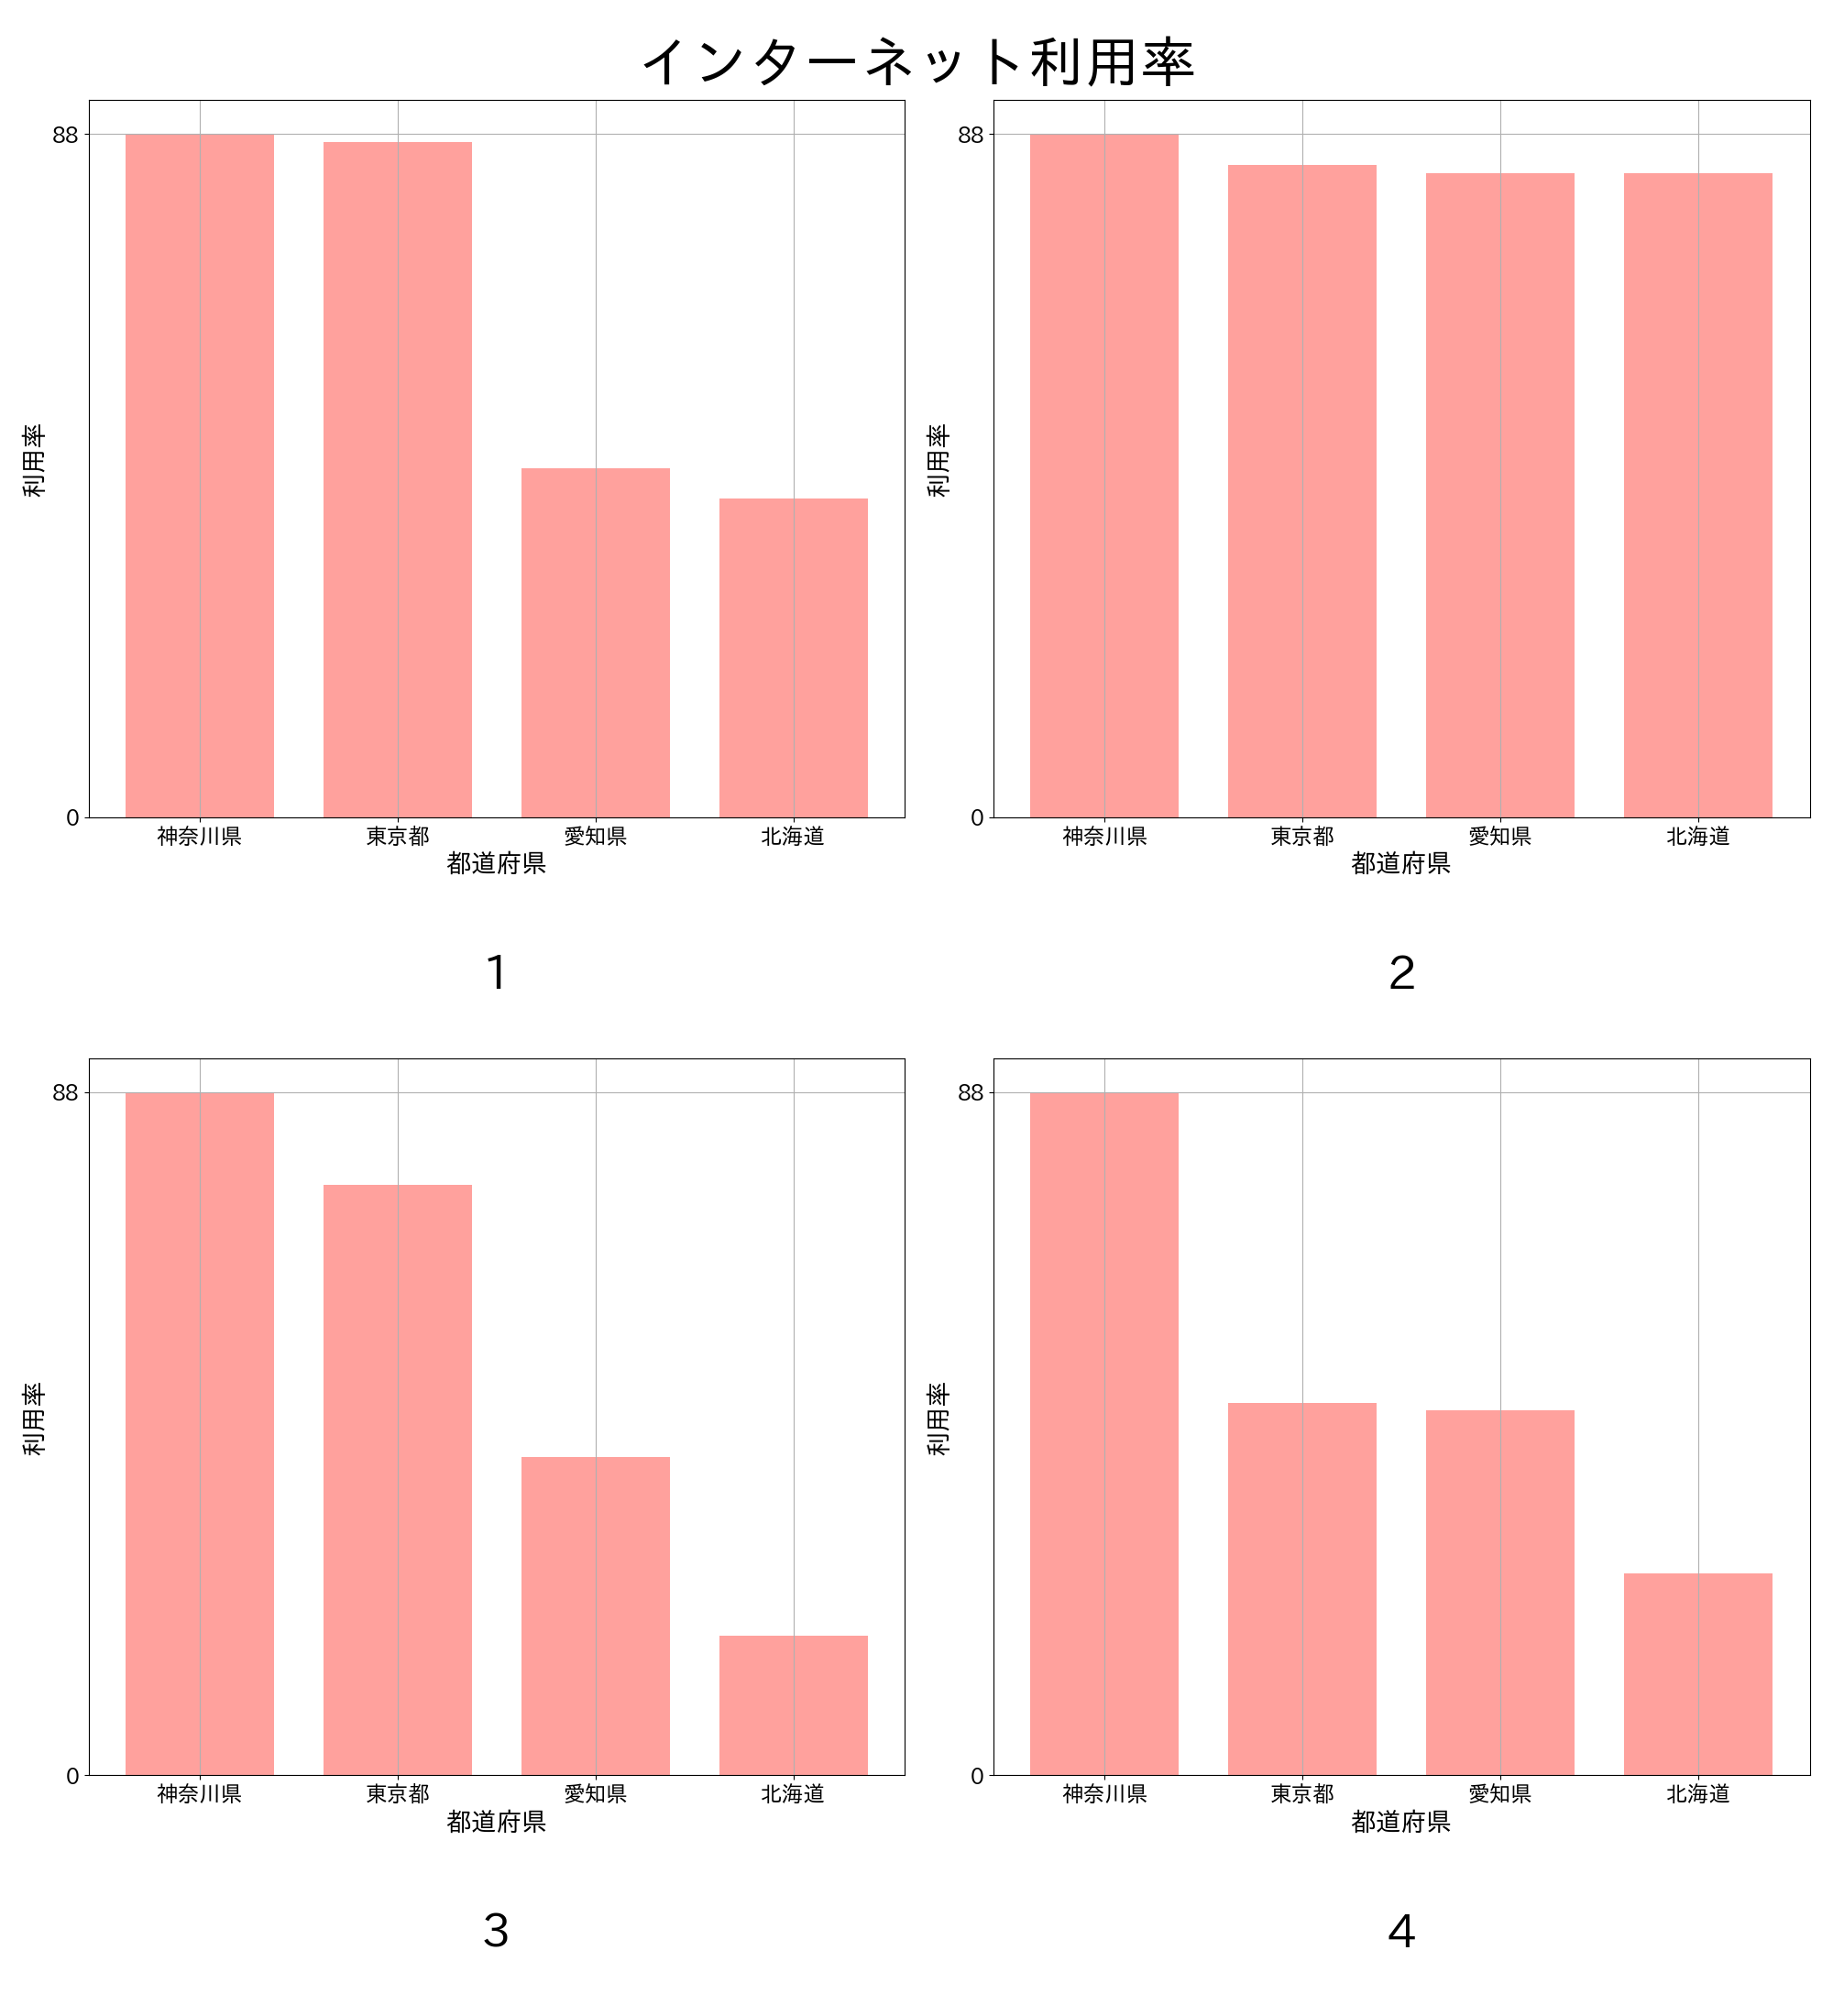 インターネット利用率
88
0
利用率
神奈川県 東京都 愛知県 北海道
都道府県
1
88
0
利用率
神奈川県 東京都 愛知県 北海道
都道府県
2
88
0
利用率
神奈川県 東京都 愛知県 北海道
都道府県
3
88
0
利用率
神奈川県 東京都 愛知県 北海道
都道府県
4